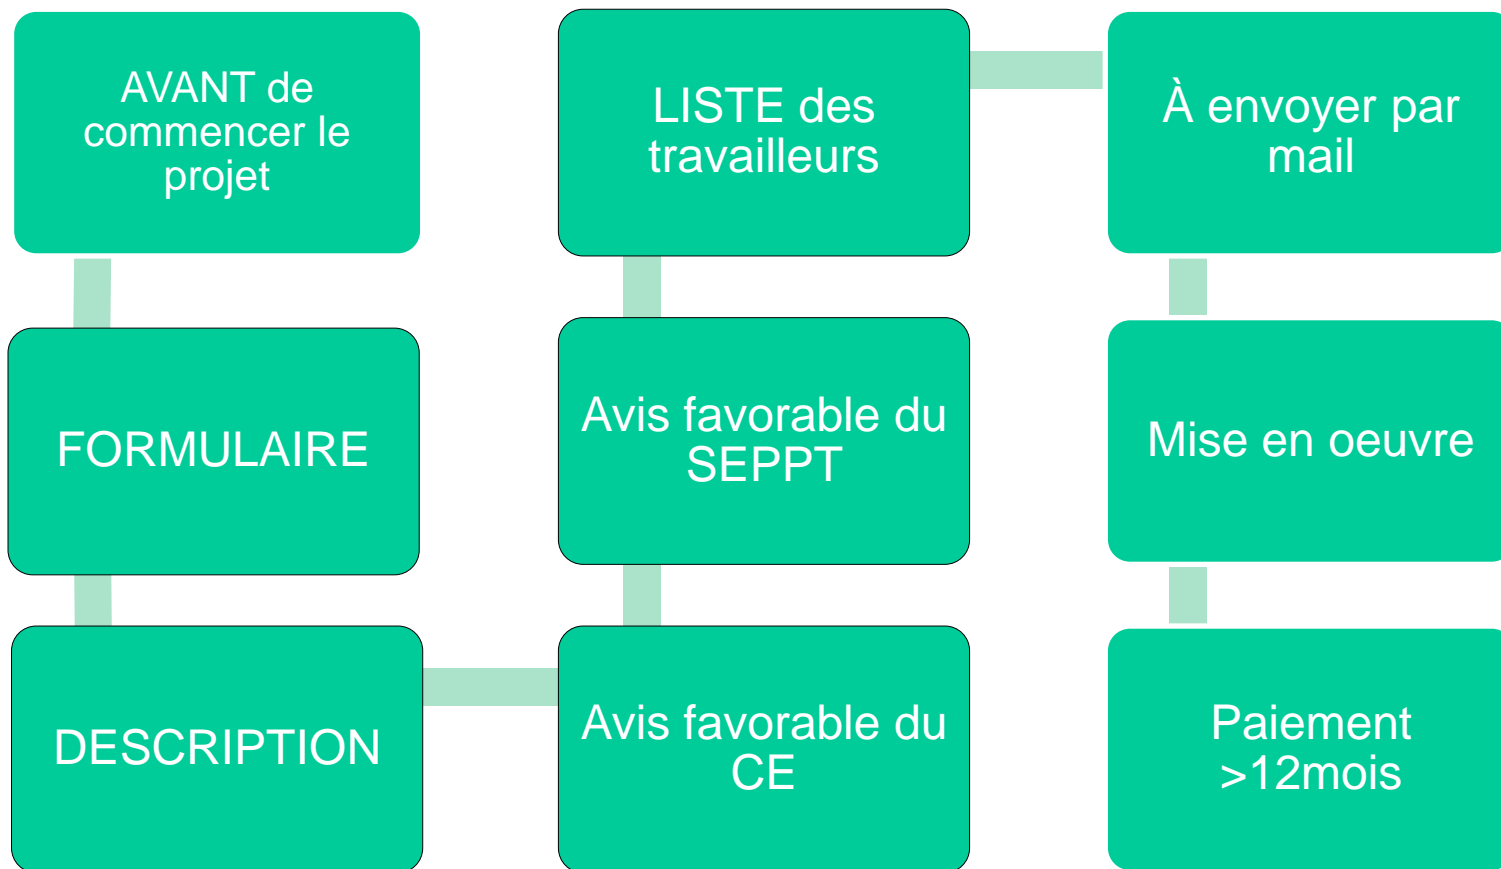 AVANT de
commencer le
projet
FORMULAIRE
DESCRIPTION
Avis favorable du
CE
Avis favorable du
SEPPT
LISTE des
travailleurs
À envoyer par
mail
Mise en oeuvre
Paiement
>12mois